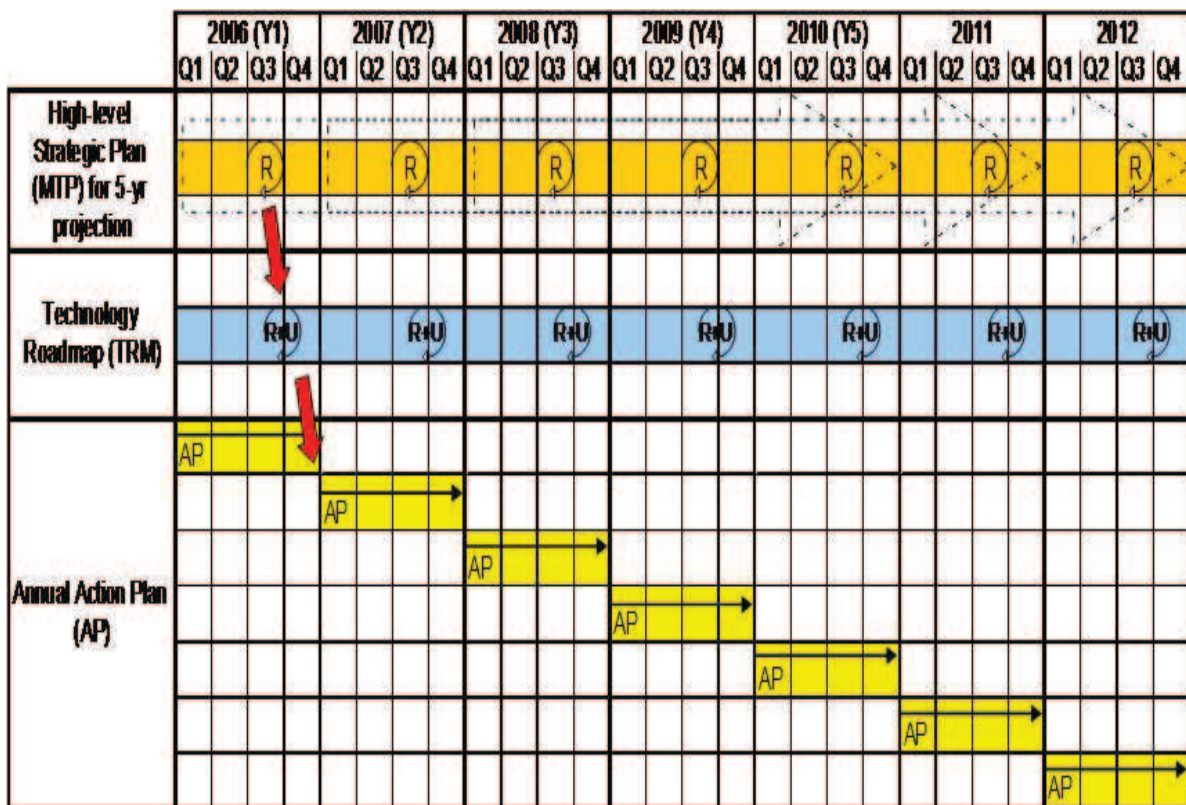 2006 (Y1) 2007 (Y2) 2008 (Y3) 2009 (Y4) 2010 (Y5) 2011 2012
Q1 Q2 Q3 Q4 Q1 Q2 Q3 Q4 Q1 Q2 Q3 Q4 Q1 Q2 Q3 Q4 Q1 Q2 Q3 Q4 Q1 Q2 Q3 Q4 Q1 Q2 Q3 Q4
High-level
Strategic Plan
(MTP) for 5-yr
projection
R R R R R R R
Technology
Roadmap (TRM)
R+U R+U R+U R+U R+U R+U R+U
Annual Action Plan
(AP)
AP
AP
AP
AP
AP
AP
AP